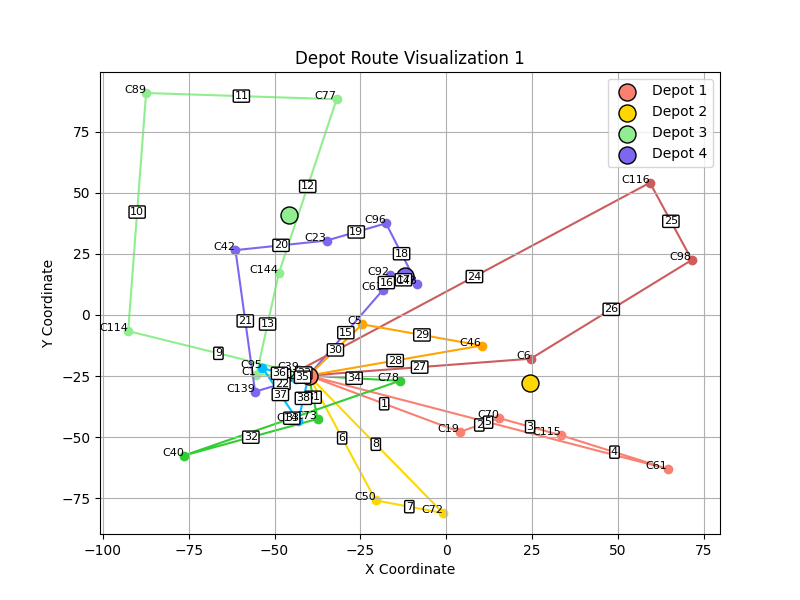 Depot Route Visualization 1
Depot 1
Depot 2
Depot 3
Depot 4
Y Coordinate
X Coordinate
75
50
25
0
−25
−50
−75
−100
−75
−50
−25
0
25
50
75
C89
11
C77
12
10
C116
25
C96
19
C23
20
C42
18
C98
C144
24
C92
16
26
C114
21
13
C5
15
29
30
C46
9
28
C6
27
C95
36
35
34
C78
C139
22
37
38
1
C70
3
C19
C115
C40
32
6
8
4
C61
C50
7
C72